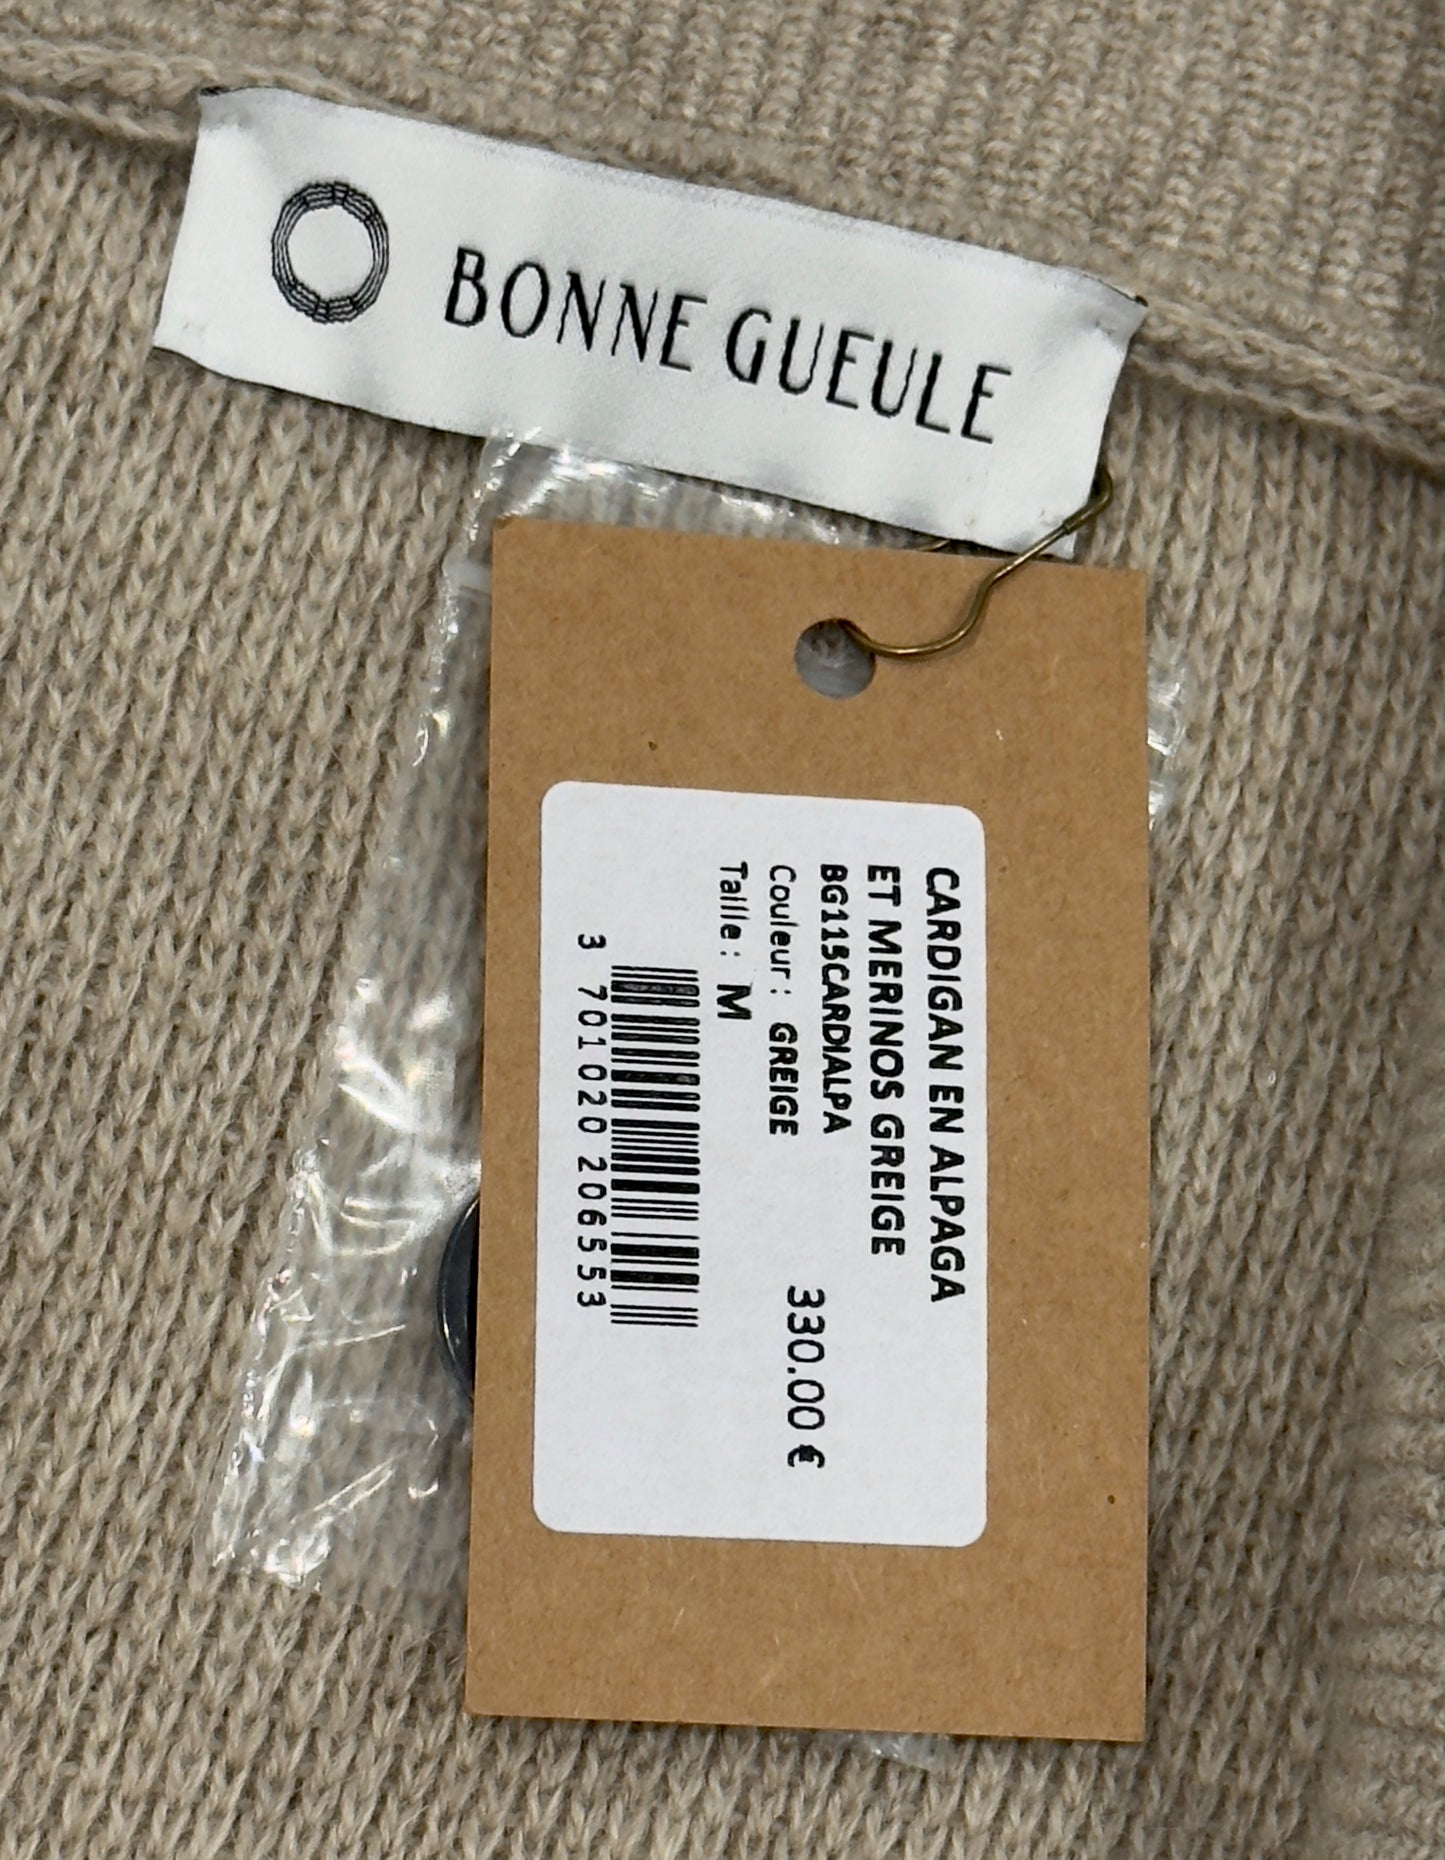 BONNE GUEULE
CARDIGAN EN ALPAGA
ET MERINOS GREIGE
BG115CARDIALPA
Couleur : GREIGE
330.00 €
Taille : M
3 701020 206553